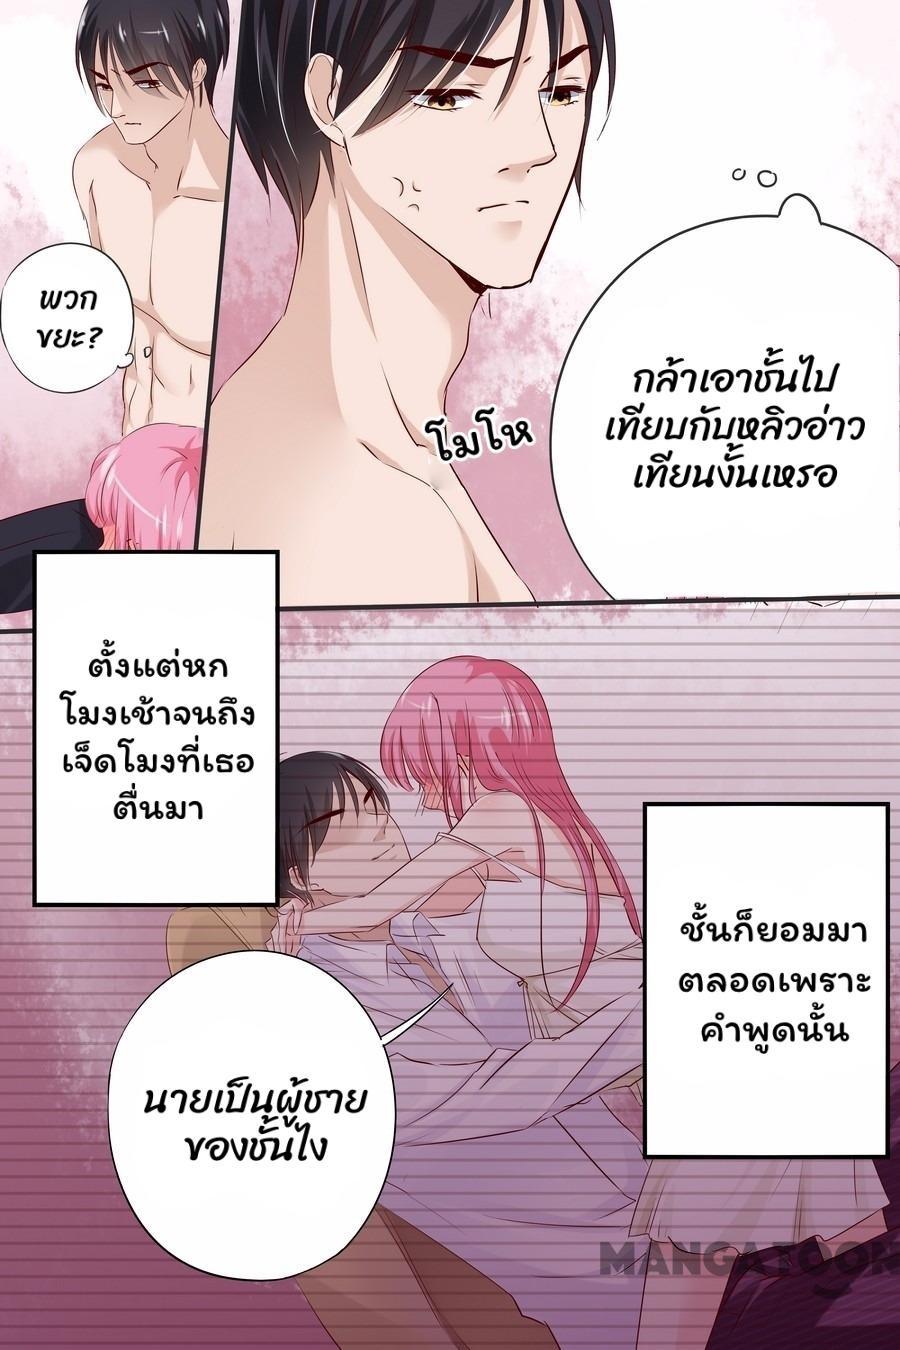 พวก
ขยะ?
กล้าเอาชั้นไป
เทียบกับหลิวอ่าว
เทียนงั้นเหรอ
โมโห
ตั้งแต่หก
โมงเช้าจนถึง
เจ็ดโมงที่เธอ
ตื่นมา
ชั้นก็ยอมมา
ตลอดเพราะ
คำพูดนั้น
นายเป็นผู้ชาย
ของชั้นไง
MANGATOON